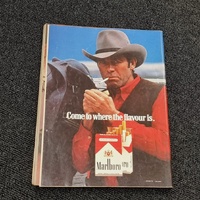 Come to where the flavour is.
Marlboro